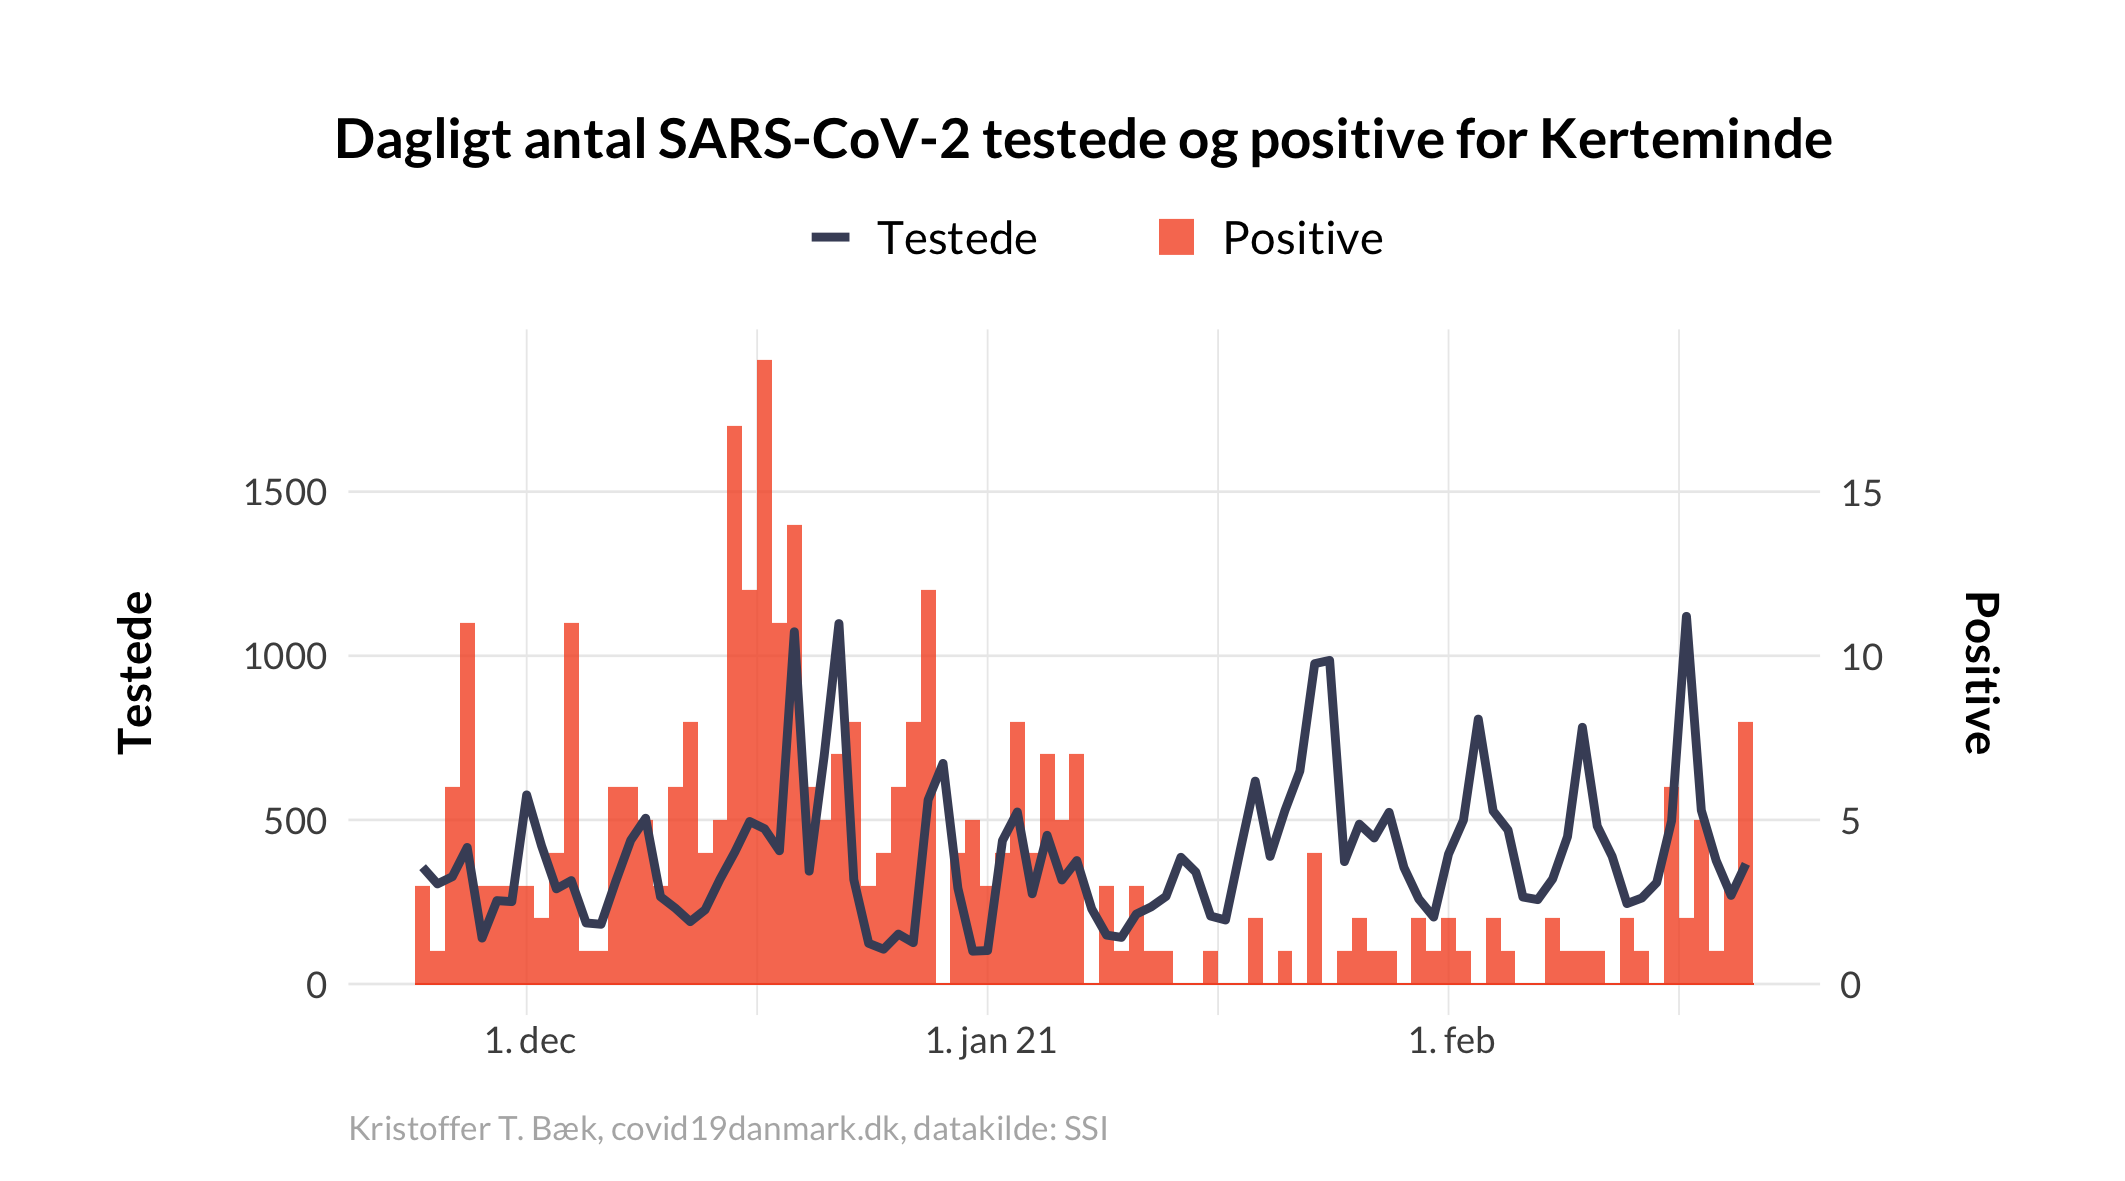 Dagligt antal SARS-CoV-2 testede og positive for Kerteminde
Testede Positive
1500 15
1000 10
500 5
0 0
Testede
Positive
1. dec 1. jan 21 1. feb
Kristoffer T. Bæk, covid19danmark.dk, datakilde: SSI